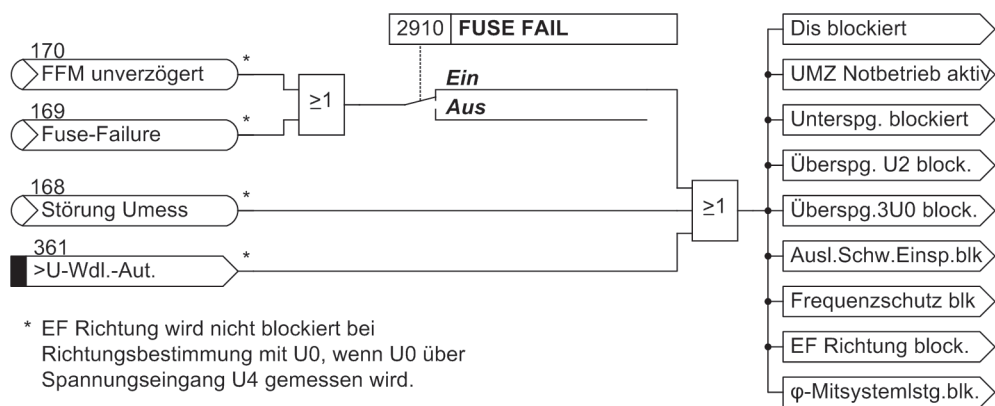 2910 FUSE FAIL
170
FFM unverzögert *
169
Fuse-Failure *
≥1
Ein
Aus
168
Störung Umess *
361
>U-Wdl.-Aut. *
≥1
Dis blockiert
UMZ Notbetrieb aktiv
Unterspg. blockiert
Überspg. U2 block.
Überspg.3U0 block.
Ausl.Schw.Einsp.blk
Frequenzschutz blk
EF Richtung block.
φ-Mitsystemlstg.blk.
* EF Richtung wird nicht blockiert bei
Richtungsbestimmung mit U0, wenn U0 über
Spannungseingang U4 gemessen wird.